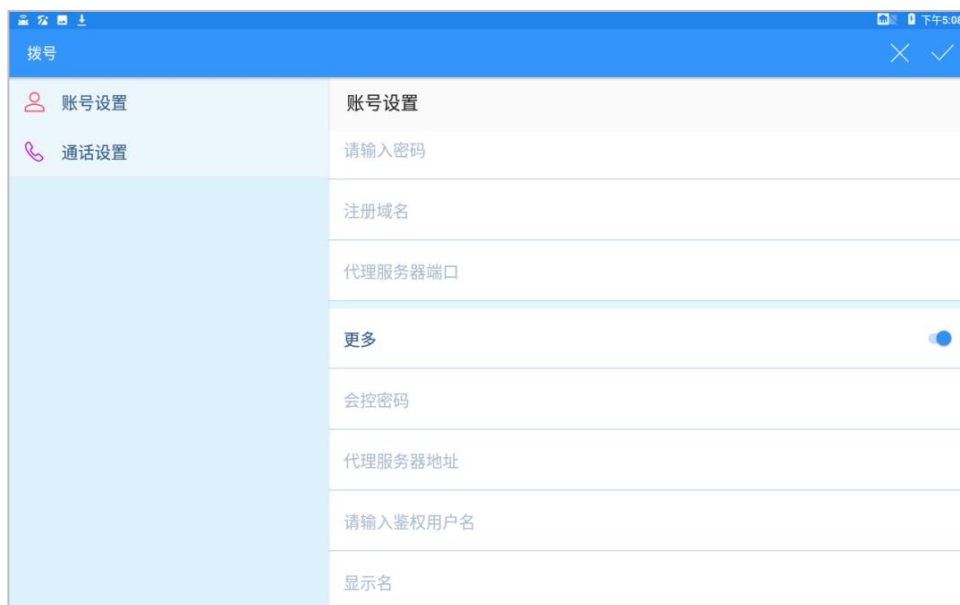 下午5:08
拨号
账号设置
通话设置
账号设置
请输入密码
注册域名
代理服务器端口
更多
会控密码
代理服务器地址
请输入鉴权用户名
显示名